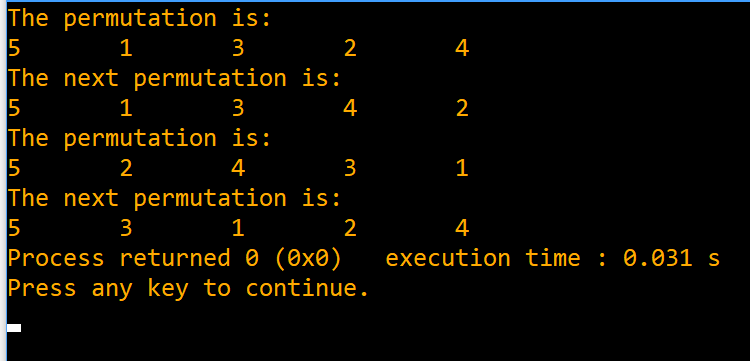 The permutation is:
5 1 3 2 4
The next permutation is:
5 1 3 4 2
The permutation is:
5 2 4 3 1
The next permutation is:
5 3 1 2 4
Process returned 0 (0x0) execution time : 0.031 s
Press any key to continue.